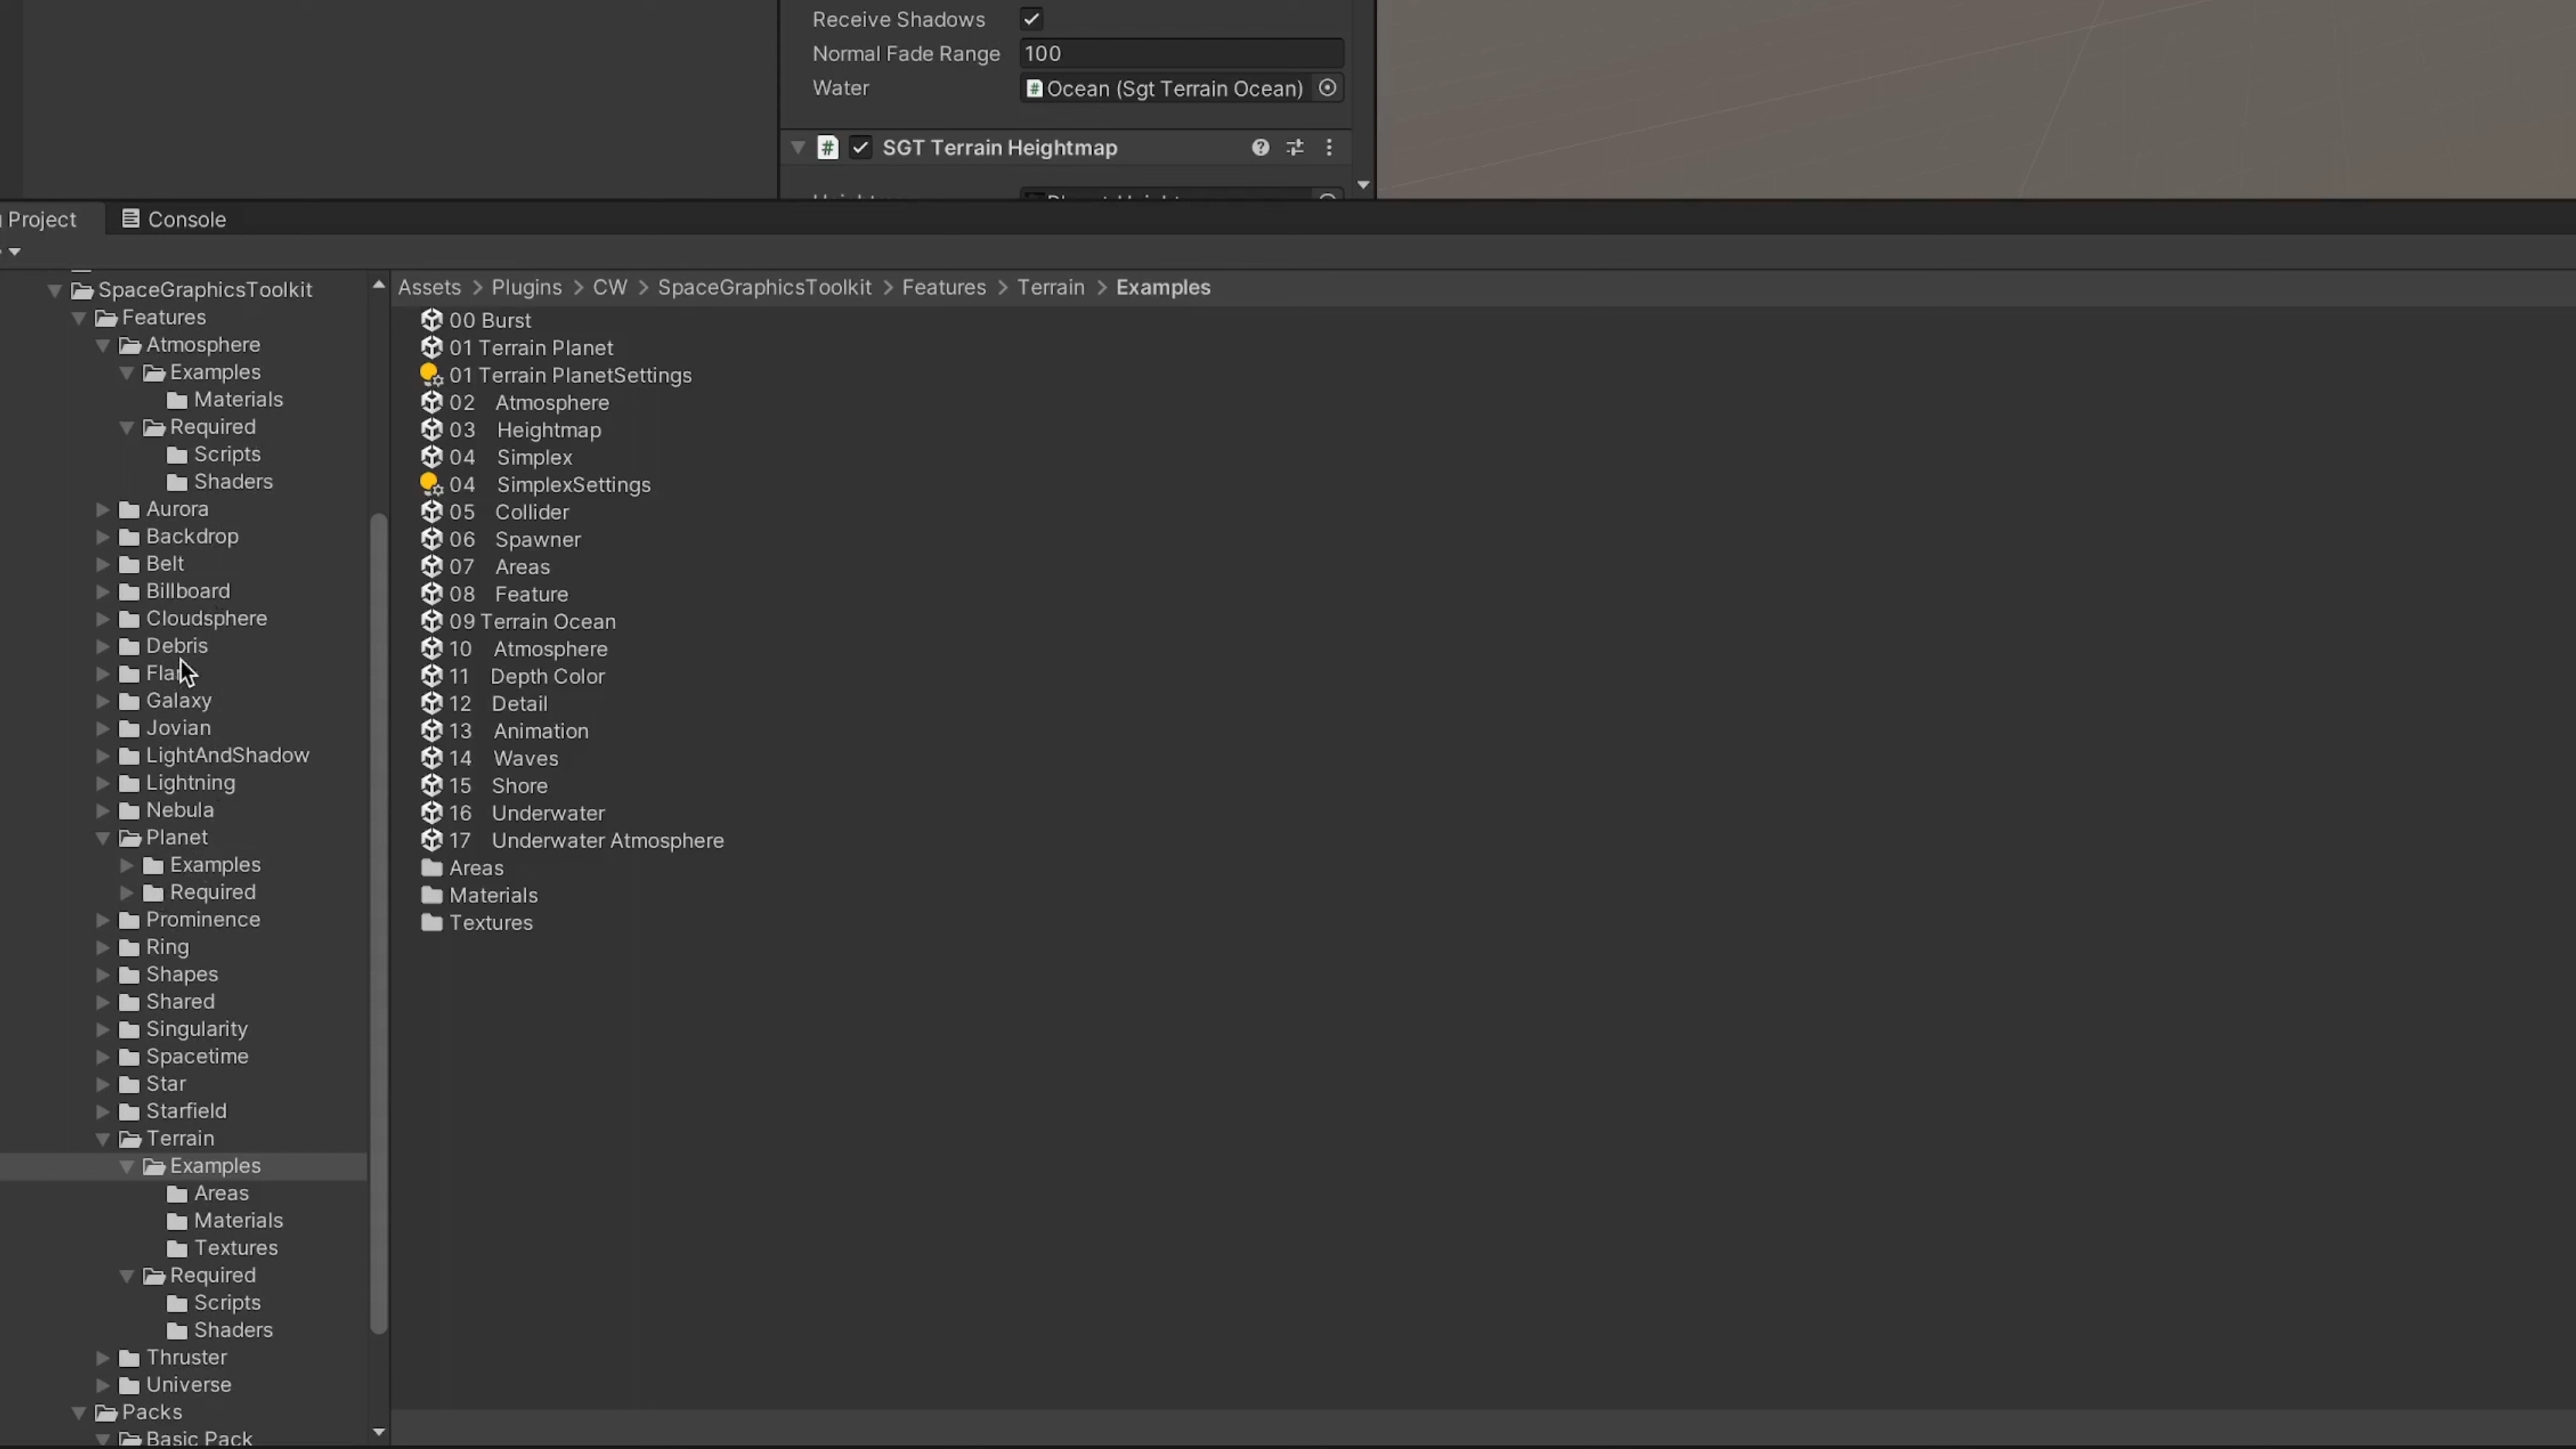 Receive Shadows
Normal Fade Range 100
Water Ocean (Sgt Terrain Ocean)
SGT Terrain Heightmap
Project Console
SpaceGraphicsToolkit
Features
Atmosphere
Examples
Materials
Required
Scripts
Shaders
Aurora
Backdrop
Belt
Billboard
Cloudsphere
Debris
Galaxy
Jovian
LightAndShadow
Lightning
Nebula
Planet
Examples
Required
Prominence
Ring
Shapes
Shared
Singularity
Spacetime
Star
Starfield
Terrain
Examples
Areas
Materials
Textures
Required
Scripts
Shaders
Thruster
Universe
Packs
Basic Pack
Assets > Plugins > CW > SpaceGraphicsToolkit > Features > Terrain > Examples
00 Burst
01 Terrain Planet
01 Terrain PlanetSettings
02 Atmosphere
03 Heightmap
04 Simplex
04 SimplexSettings
05 Collider
06 Spawner
07 Areas
08 Feature
09 Terrain Ocean
10 Atmosphere
11 Depth Color
12 Detail
13 Animation
14 Waves
15 Shore
16 Underwater
17 Underwater Atmosphere
Areas
Materials
Textures